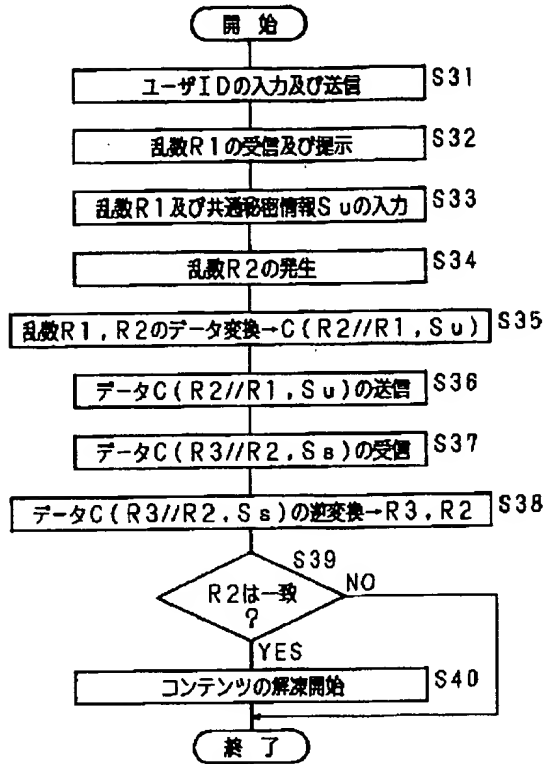 開 始
ユーザIDの入力及び送信 S31
乱数R1の受信及び提示 S32
乱数R1及び共通秘密情報Suの入力 S33
乱数R2の発生 S34
乱数R1,R2のデータ変換→C(R2//R1,Su) S35
データC(R2//R1,Su)の送信 S36
データC(R3//R2,Ss)の受信 S37
データC(R3//R2,Ss)の逆変換→R3,R2 S38
S39
R2は一致 NO
?
YES
コンテンツの解凍開始 S40
終 了